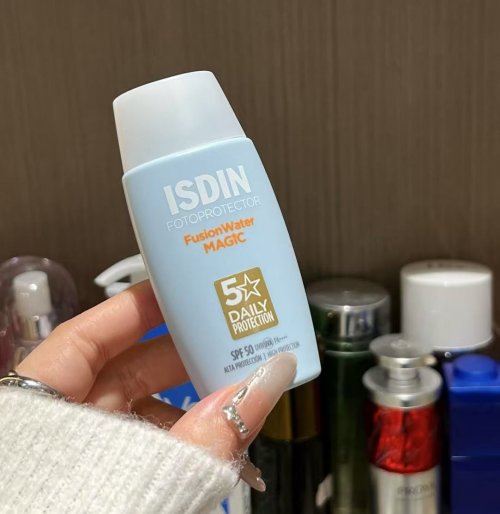 ISDIN
FOTOPROTECTOR
FusionWater
MAGIC
5☆
DAILY
PROTECTION
SPF 50
ALTA PROTECCIÓN | HIGH PROTECTION